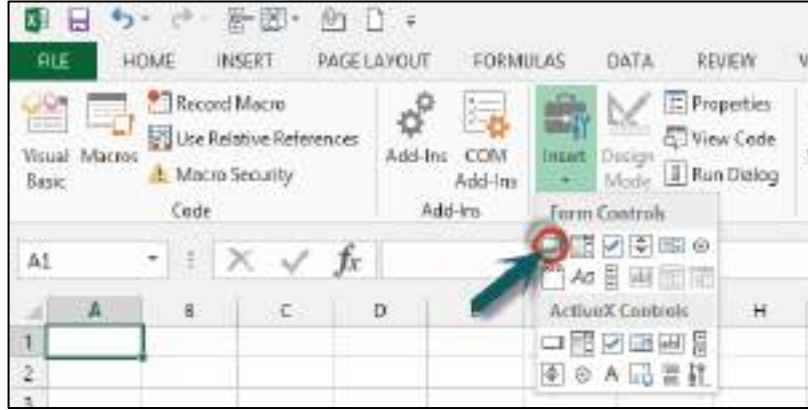 FILE HOME INSERT PAGE LAYOUT FORMULAS DATA REVIEW V
Visual Basic
Macros
Record Macro
Use Relative References
Macro Security
Code
Add-Ins
COM Add-Ins
Add-Ins
Insert
Design Mode
Properties
View Code
Run Dialog
Form Controls
Aa
ActiveX Controls
A
A1
fx
A B C D H
1
2
3